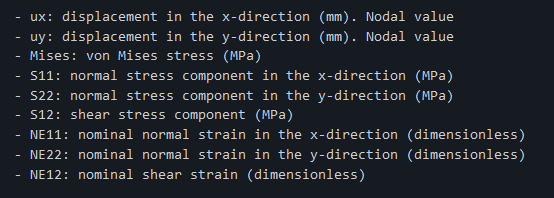 - ux: displacement in the x-direction (mm). Nodal value
- uy: displacement in the y-direction (mm). Nodal value
- Mises: von Mises stress (MPa)
- S11: normal stress component in the x-direction (MPa)
- S22: normal stress component in the y-direction (MPa)
- S12: shear stress component (MPa)
- NE11: nominal normal strain in the x-direction (dimensionless)
- NE22: nominal normal strain in the y-direction (dimensionless)
- NE12: nominal shear strain (dimensionless)